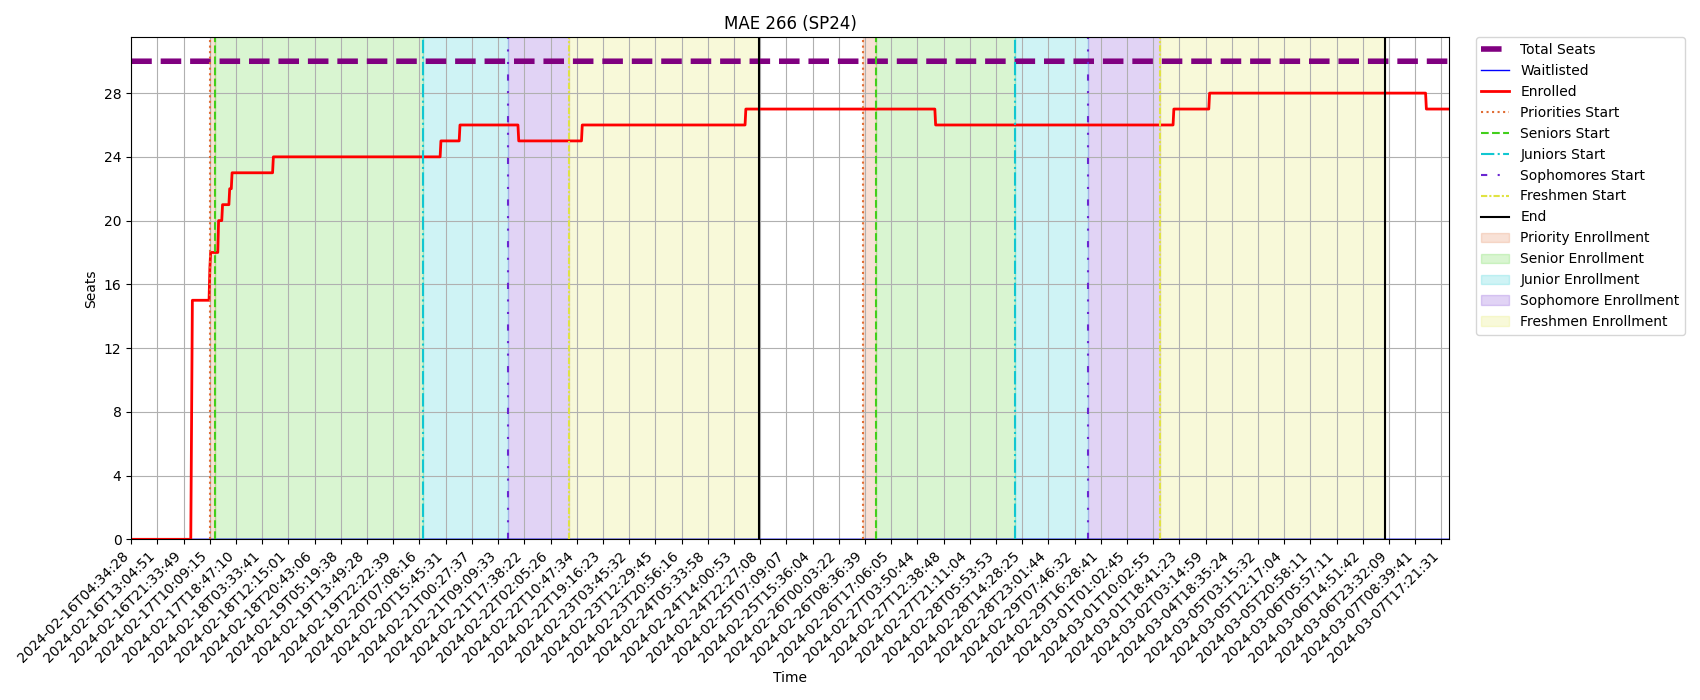 MAE 266 (SP24)
Total Seats
Waitlisted
Enrolled
Priorities Start
Seniors Start
Juniors Start
Sophomores Start
Freshmen Start
End
Priority Enrollment
Senior Enrollment
Junior Enrollment
Sophomore Enrollment
Freshmen Enrollment
Seats
28
24
20
16
12
8
4
0
2024-02-16T04:34:28
2024-02-16T13:04:51
2024-02-16T21:33:49
2024-02-17T10:09:15
2024-02-17T18:47:10
2024-02-18T03:33:41
2024-02-18T12:15:01
2024-02-18T20:43:06
2024-02-19T05:19:38
2024-02-19T13:49:28
2024-02-19T22:22:39
2024-02-20T07:08:16
2024-02-20T15:45:31
2024-02-21T00:27:37
2024-02-21T09:09:33
2024-02-21T17:38:22
2024-02-22T02:05:26
2024-02-22T10:47:34
2024-02-22T19:16:23
2024-02-23T03:45:32
2024-02-23T12:29:45
2024-02-23T20:56:16
2024-02-24T05:33:58
2024-02-24T14:00:53
2024-02-24T22:27:08
2024-02-25T07:09:07
2024-02-25T15:36:04
2024-02-26T00:03:22
2024-02-26T08:36:39
2024-02-26T17:06:05
2024-02-27T03:50:44
2024-02-27T12:38:48
2024-02-27T21:11:04
2024-02-28T05:53:53
2024-02-28T14:28:25
2024-02-28T23:01:44
2024-02-29T07:46:32
2024-02-29T16:28:41
2024-03-01T01:02:45
2024-03-01T10:02:55
2024-03-01T18:41:23
2024-03-02T03:14:59
2024-03-04T18:35:24
2024-03-05T03:15:32
2024-03-05T12:17:04
2024-03-05T20:58:11
2024-03-06T05:57:11
2024-03-06T14:51:42
2024-03-06T23:32:09
2024-03-07T08:39:41
2024-03-07T17:21:31
Time